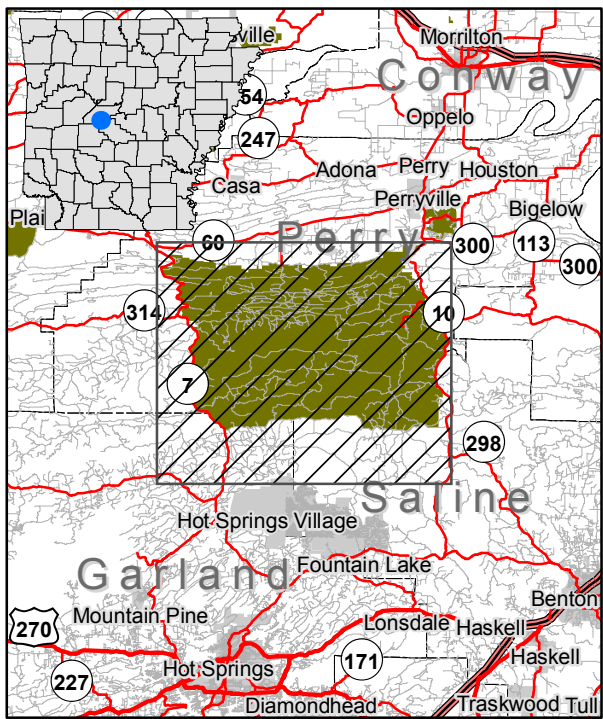 ville
Morrilton
Conway
54
Oppelo
247
Adona
Perry
Houston
Casa
Perryville
Bigelow
Plai
60
Perry
300
113
300
314
10
7
298
Saline
Hot Springs Village
Garland
Fountain Lake
Benton
Mountain Pine
Lonsdale
Haskell
270
Haskell
Hot Springs
171
227
Diamondhead
Traskwood
Tull